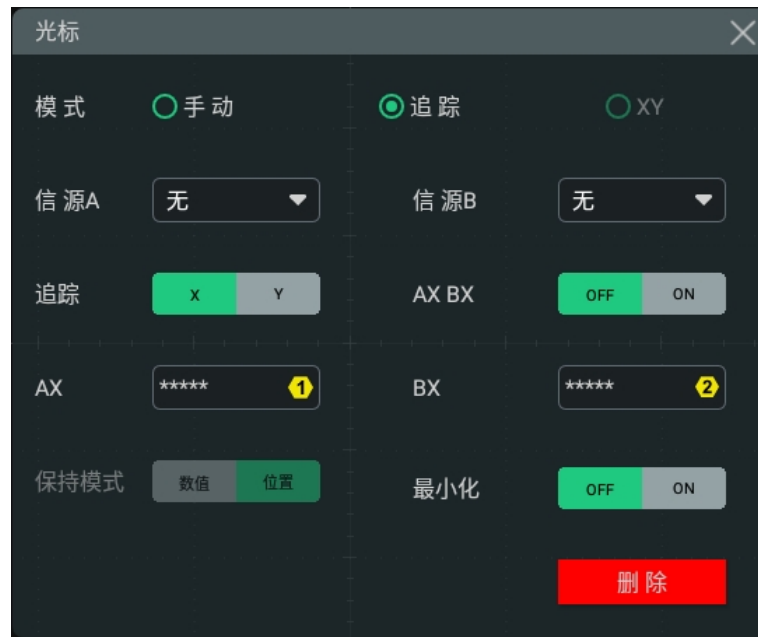 光标
模式 手动 追踪 XY
信源A 无 信源B 无
追踪 X Y AX BX OFF ON
AX ***** 1 BX ***** 2
保持模式 数值 位置 最小化 OFF ON
删除